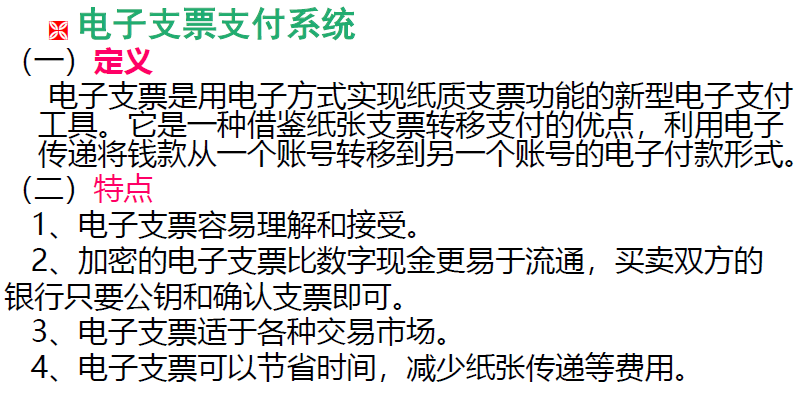 电子支票支付系统
（一）定义
电子支票是用电子方式实现纸质支票功能的新型电子支付
工具。它是一种借鉴纸张支票转移支付的优点，利用电子
传递将钱款从一个账号转移到另一个账号的电子付款形式。
（二）特点
1、电子支票容易理解和接受。
2、加密的电子支票比数字现金更易于流通，买卖双方的
银行只要公钥和确认支票即可。
3、电子支票适于各种交易市场。
4、电子支票可以节省时间，减少纸张传递等费用。